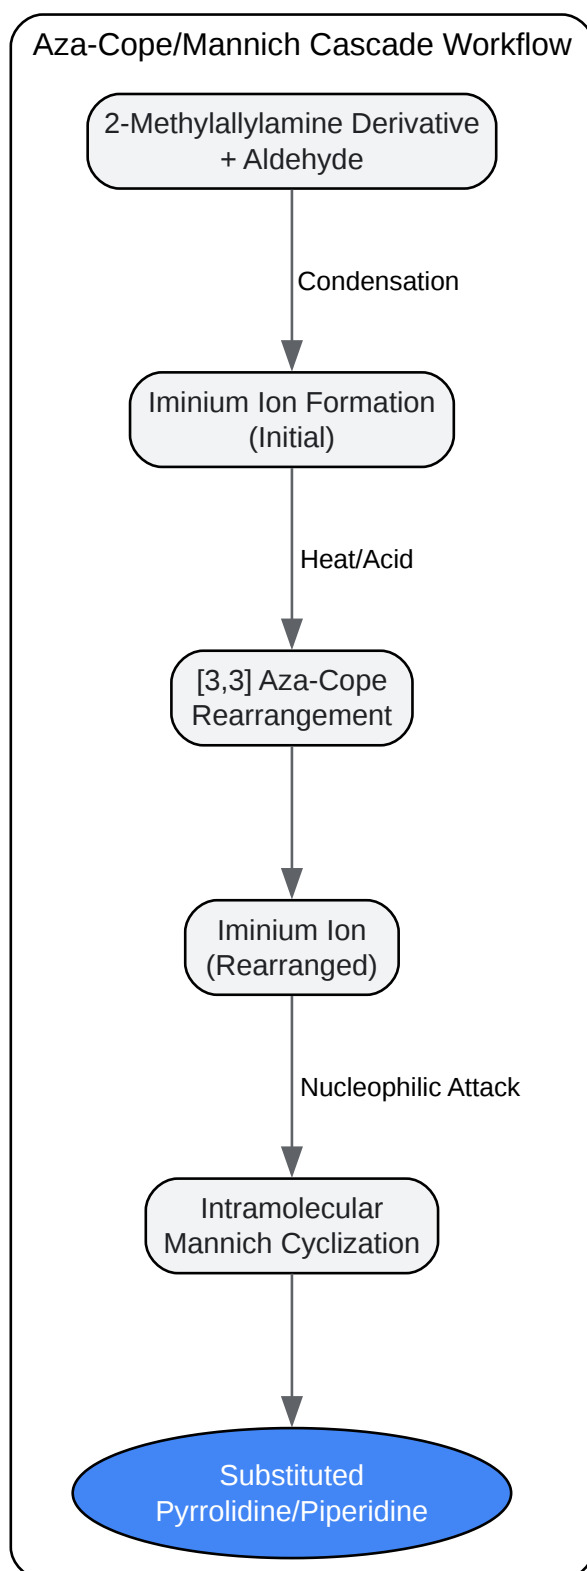 Aza-Cope/Mannich Cascade Workflow
2-Methylallylamine Derivative
+ Aldehyde
Condensation
Iminium Ion Formation
(Initial)
Heat/Acid
[3,3] Aza-Cope
Rearrangement
Iminium Ion
(Rearranged)
Nucleophilic Attack
Intramolecular
Mannich Cyclization
Substituted
Pyrrolidine/Piperidine